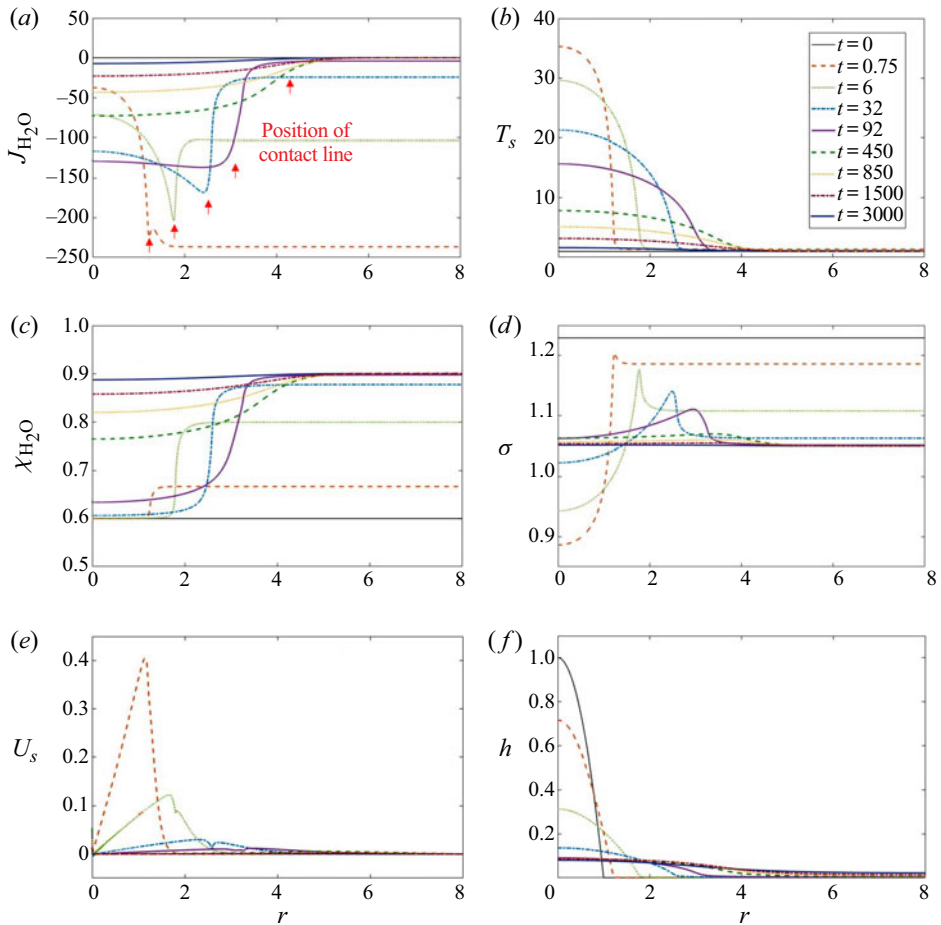 (a)
50
0
−50
−100
−150
−200
−250
J_H₂O
Position of
contact line
0 2 4 6 8
(b)
40
30
20
10
T_s
t = 0
t = 0.75
t = 6
t = 32
t = 92
t = 450
t = 850
t = 1500
t = 3000
0 2 4 6 8
(c)
1.0
0.9
0.8
0.7
0.6
0.5
χ_H₂O
0 2 4 6 8
(d)
1.2
1.1
1.0
0.9
σ
0 2 4 6 8
(e)
0.4
0.3
0.2
0.1
0
U_s
0 2 4 6 8
r
(f)
1.0
0.8
0.6
0.4
0.2
h
0 2 4 6 8
r